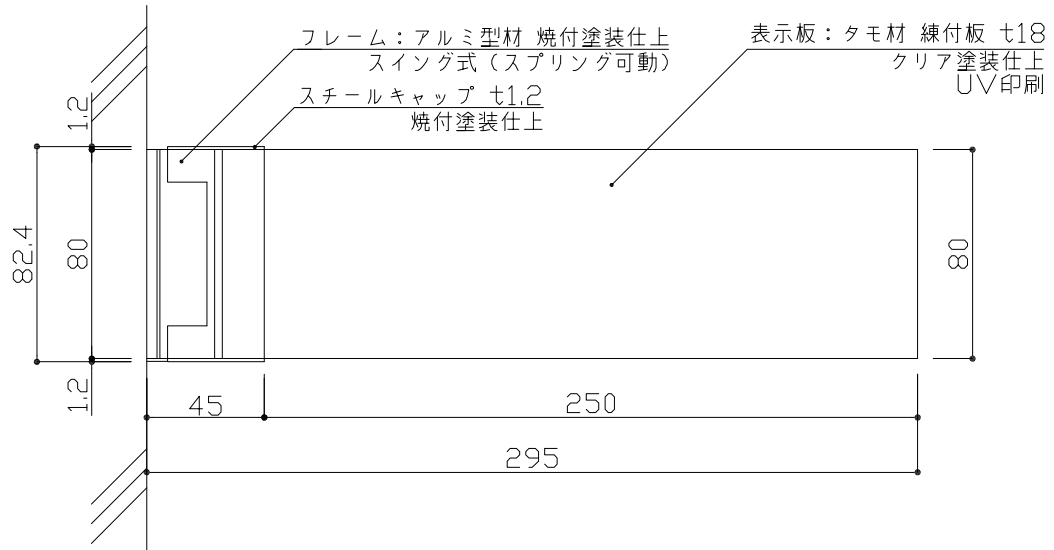 フレーム：アルミ型材 焼付塗装仕上
スイング式（スプリング可動）
スチールキャップ t1.2
焼付塗装仕上
表示板：タモ材 練付板 t18
クリア塗装仕上
UV印刷
1.2
82.4
80
80
1.2
45
250
295